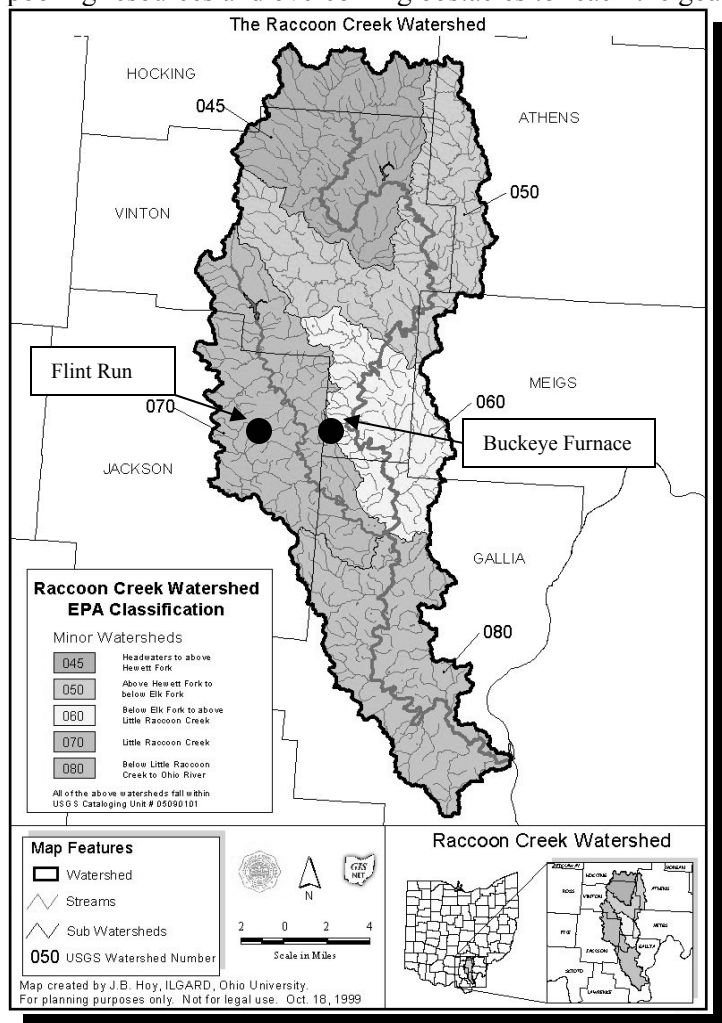 The Raccoon Creek Watershed
HOCKING
045
ATHENS
050
VINTON
Flint Run
MEIGS
070
060
Buckeye Furnace
JACKSON
GALLIA
080
Raccoon Creek Watershed
EPA Classification
Minor Watersheds
045 Headwaters to above
Hewett Fork
050 Above Hewett Fork to
below Elk Fork
060 Below Elk Fork to above
Little Raccoon Creek
070 Little Raccoon Creek
080 Below Little Raccoon
Creek to Ohio River
All of the above watersheds fall within
USGS Cataloging Unit # 05090101
Map Features
Watershed
Streams
Sub Watersheds
050 USGS Watershed Number
GIS
NET
N
2 0 2 4
Scale in Miles
Map created by J.B. Hoy, ILGARD, Ohio University.
For planning purposes only. Not for legal use. Oct. 18, 1999
Raccoon Creek Watershed
HOCKING
MORGAN
ROSS
VINTON
ATHENS
PIKE
MEIGS
JACKSON
GALLIA
SCIOTO
LAWRENCE